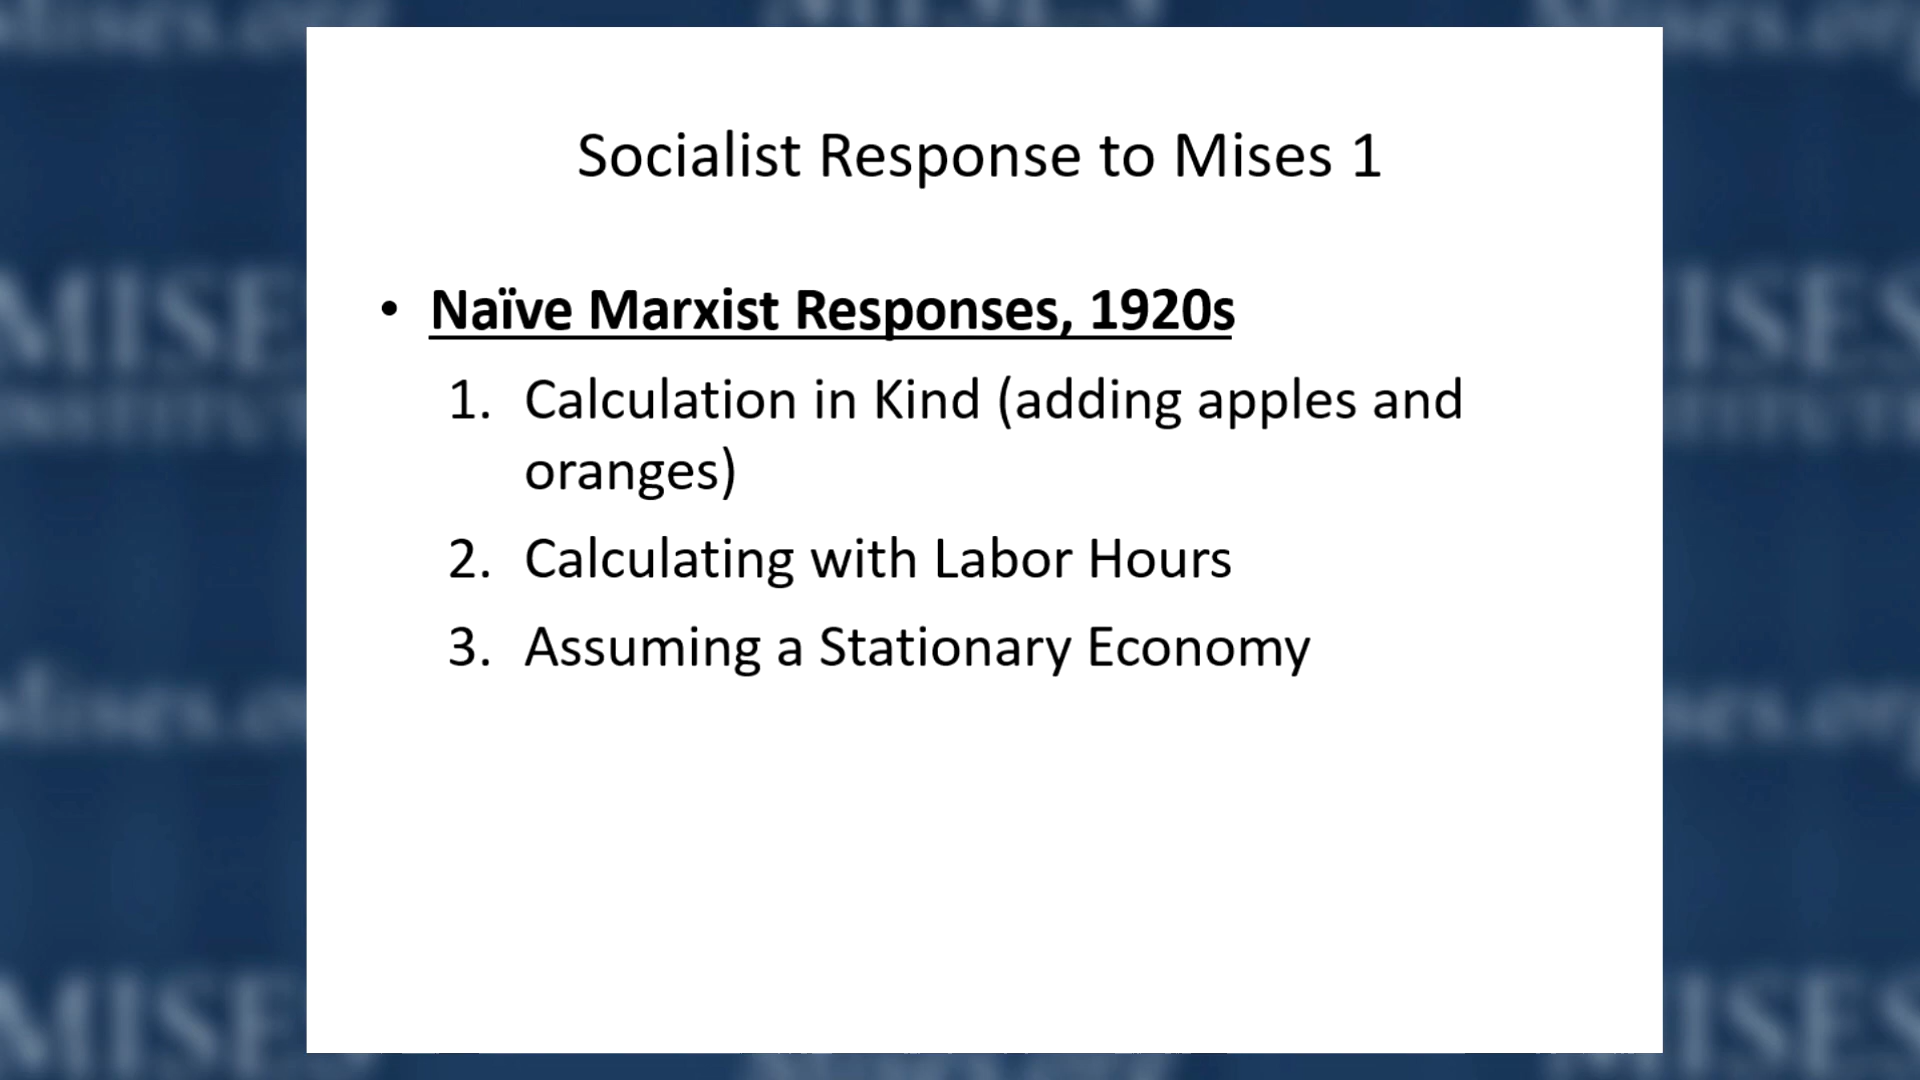 Socialist Response to Mises 1
• Naïve Marxist Responses, 1920s
1. Calculation in Kind (adding apples and
oranges)
2. Calculating with Labor Hours
3. Assuming a Stationary Economy